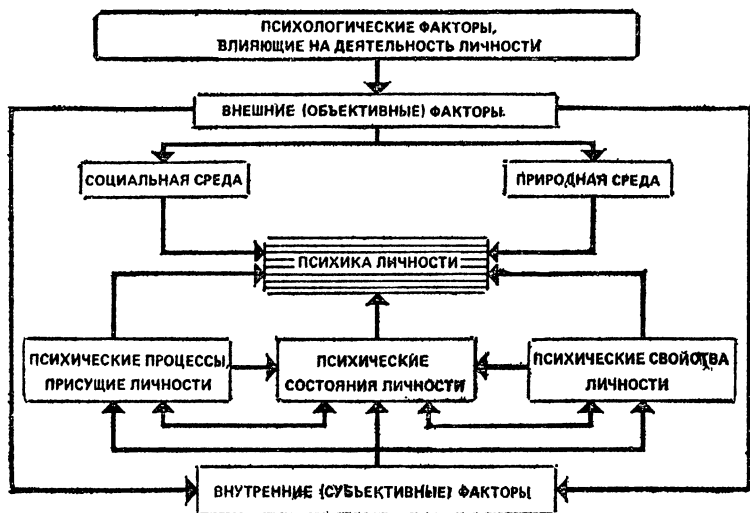 ПСИХОЛОГИЧЕСКИЕ ФАКТОРЫ,
ВЛИЯЮЩИЕ НА ДЕЯТЕЛЬНОСТЬ ЛИЧНОСТИ
ВНЕШНИЕ (ОБЪЕКТИВНЫЕ) ФАКТОРЫ
СОЦИАЛЬНАЯ СРЕДА
ПРИРОДНАЯ СРЕДА
ПСИХИКА ЛИЧНОСТИ
ПСИХИЧЕСКИЕ ПРОЦЕССЫ,
ПРИСУЩИЕ ЛИЧНОСТИ
ПСИХИЧЕСКИЕ
СОСТОЯНИЯ ЛИЧНОСТИ
ПСИХИЧЕСКИЕ СВОЙСТВА
ЛИЧНОСТИ
ВНУТРЕННИЕ (СУБЪЕКТИВНЫЕ) ФАКТОРЫ